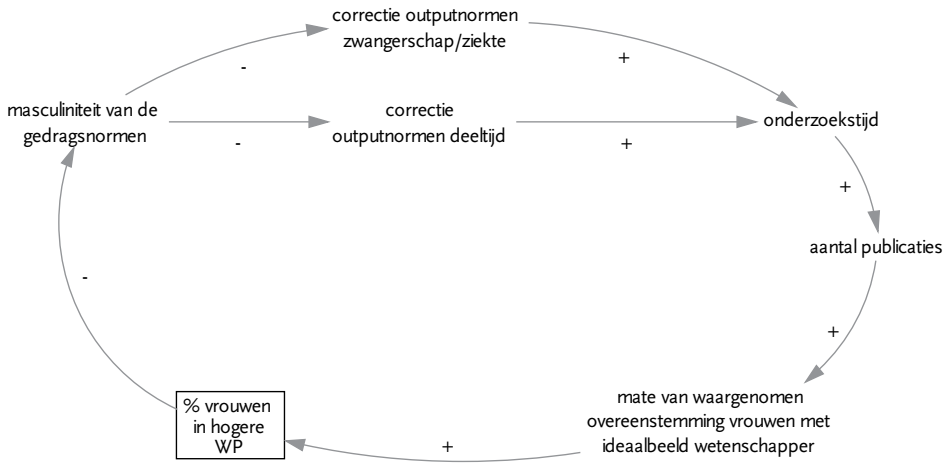 correctie outputnormen
zwangerschap/ziekte
-
+
masculiniteit van de
gedragsnormen
-
correctie
outputnormen deeltijd
+
onderzoekstijd
+
aantal publicaties
+
mate van waargenomen
overeenstemming vrouwen met
ideaalbeeld wetenschapper
+
% vrouwen
in hogere
WP
-